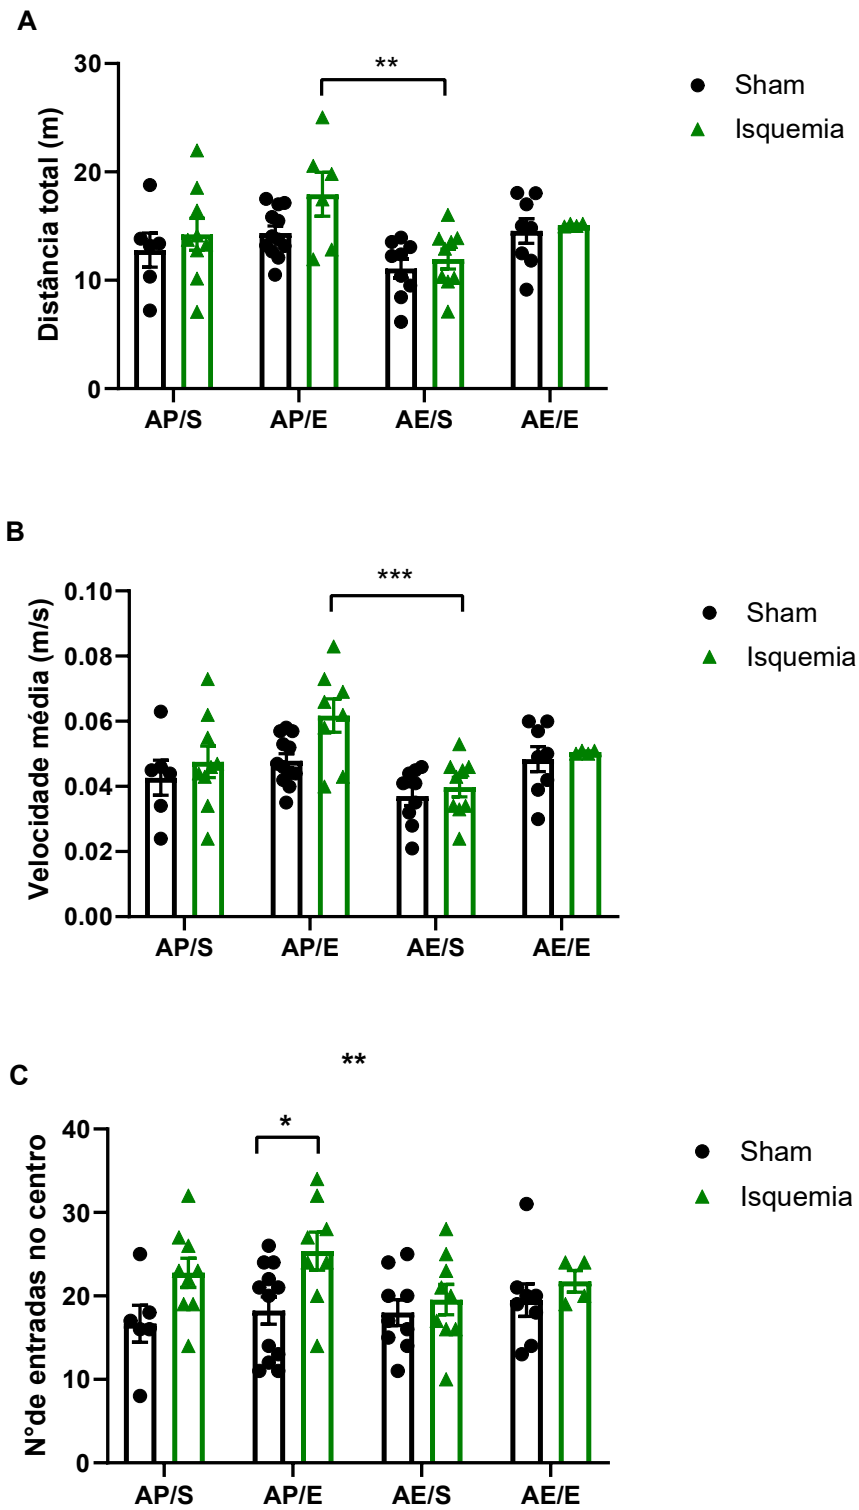 A
**
30
20
10
0
Distância total (m)
Sham
Isquemia
AP/S
AP/E
AE/S
AE/E
B
***
0.10
0.08
0.06
0.04
0.02
0.00
Velocidade média (m/s)
Sham
Isquemia
AP/S
AP/E
AE/S
AE/E
**
C
*
40
30
20
10
0
N°de entradas no centro
Sham
Isquemia
AP/S
AP/E
AE/S
AE/E